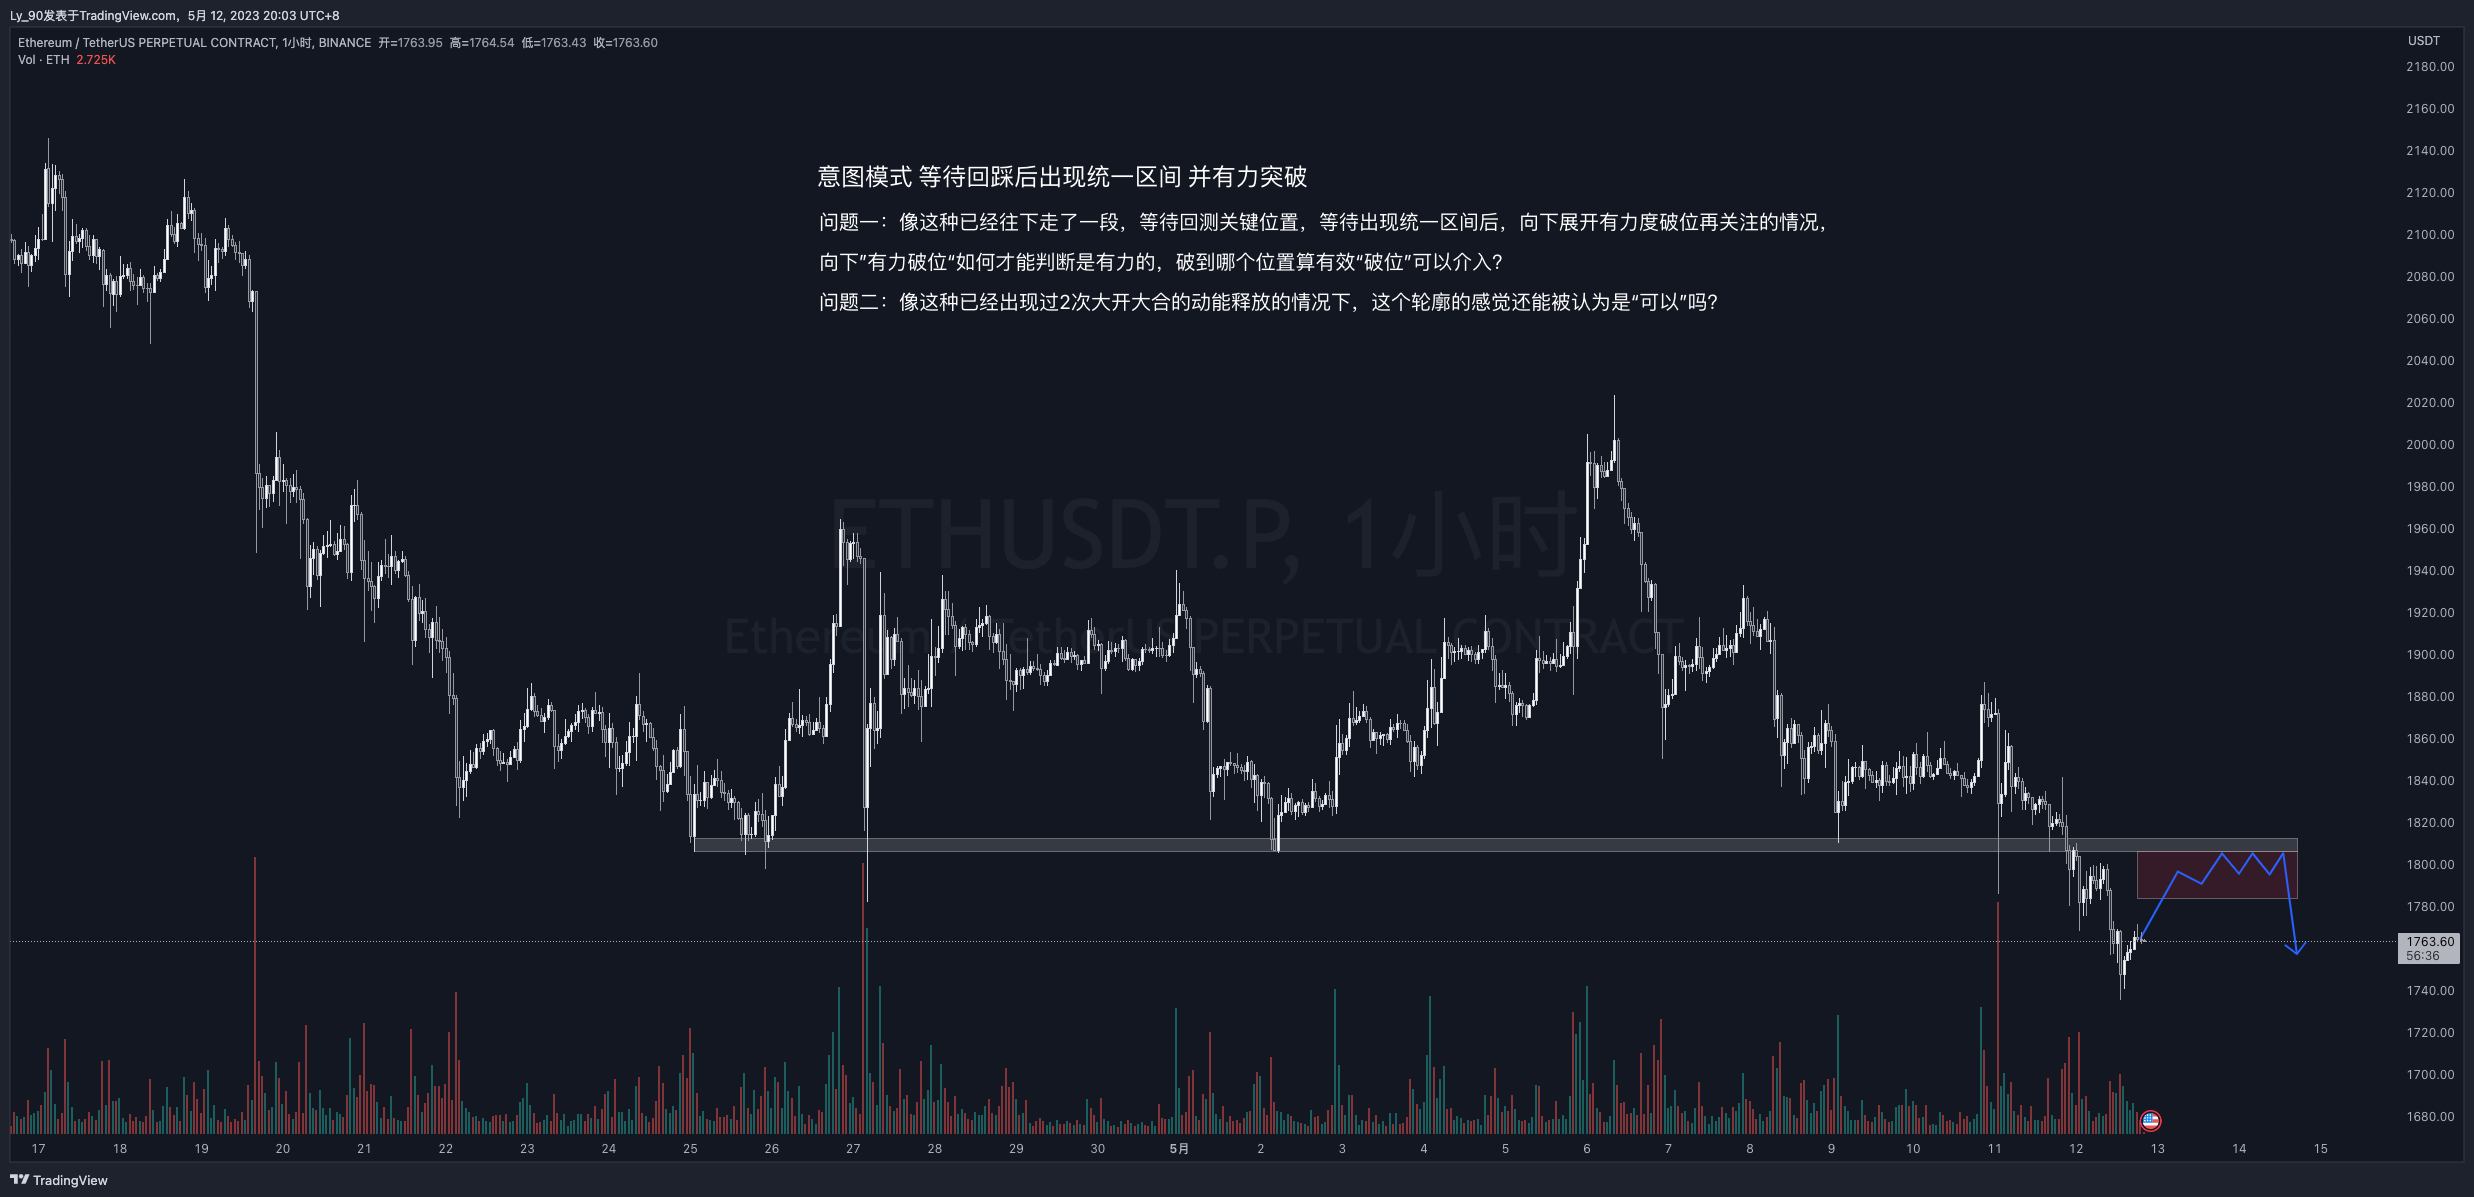 Ly_90发表于TradingView.com, 5月 12, 2023 20:03 UTC+8
Ethereum / TetherUS PERPETUAL CONTRACT, 1小时, BINANCE 开=1763.95 高=1764.54 低=1763.43 收=1763.60
Vol · ETH 2.725K
USDT
意图模式 等待回踩后出现统一区间 并有力突破
问题一：像这种已经往下走了一段，等待回测关键位置，等待出现统一区间后，向下展开有力度破位再关注的情况，
向下”有力破位“如何才能判断是有力的，破到哪个位置算有效“破位”可以介入？
问题二：像这种已经出现过2次大开大合的动能释放的情况下，这个轮廓的感觉还能被认为是“可以”吗？
ETHUSDT.P, 1小时
Ethereum / TetherUS PERPETUAL CONTRACT
2180.00
2160.00
2140.00
2120.00
2100.00
2080.00
2060.00
2040.00
2020.00
2000.00
1980.00
1960.00
1940.00
1920.00
1900.00
1880.00
1860.00
1840.00
1820.00
1800.00
1780.00
1763.60
56:36
1740.00
1720.00
1700.00
1680.00
17 18 19 20 21 22 23 24 25 26 27 28 29 30 5月 2 3 4 5 6 7 8 9 10 11 12 13 14 15
TradingView